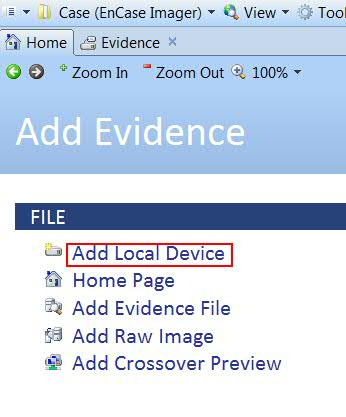 Case (EnCase Imager) View
Home Evidence
Zoom In Zoom Out 100%
Add Evidence
FILE
Add Local Device
Home Page
Add Evidence File
Add Raw Image
Add Crossover Preview